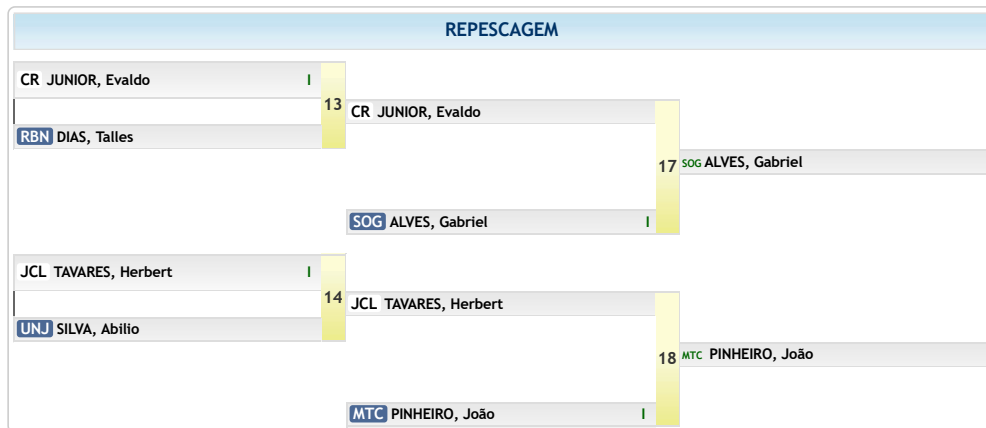 REPESCAGEM
CR JUNIOR, Evaldo I
13
RBN DIAS, Talles
CR JUNIOR, Evaldo
17
SOG ALVES, Gabriel I
SOG ALVES, Gabriel
JCL TAVARES, Herbert I
14
UNJ SILVA, Abilio
JCL TAVARES, Herbert
18
MTC PINHEIRO, João I
MTC PINHEIRO, João